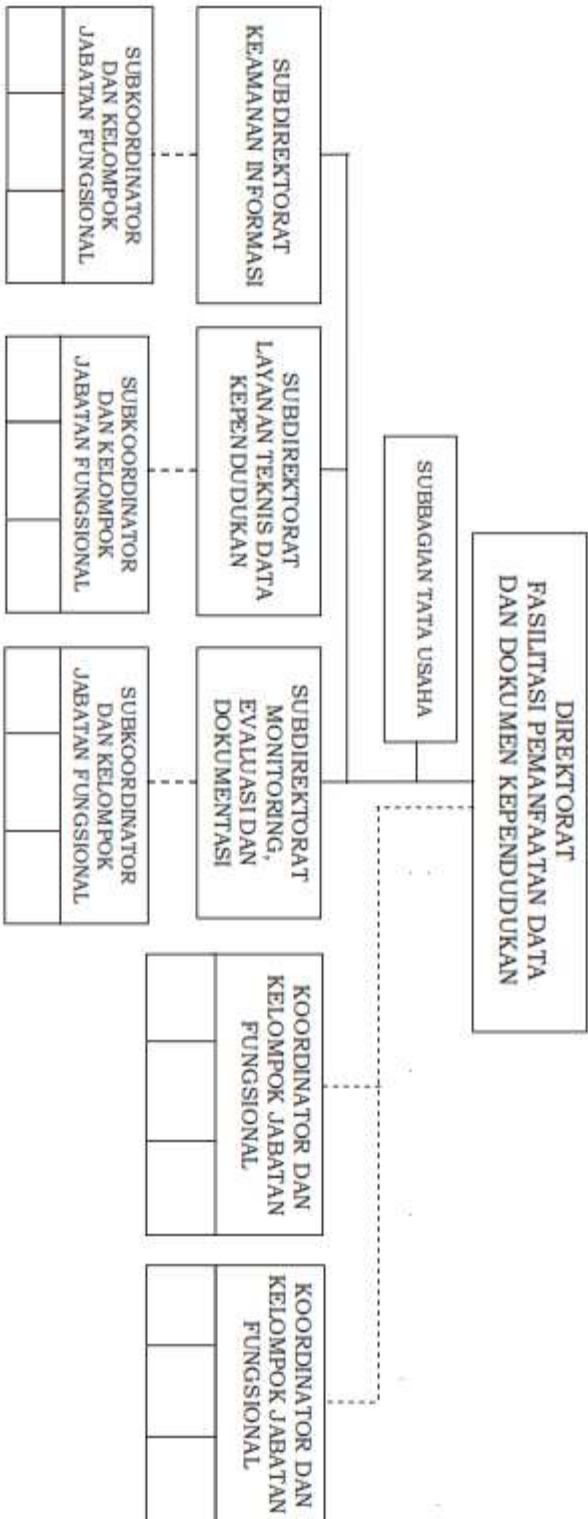 DIREKTORAT
FASILITASI PEMANFAATAN DATA
DAN DOKUMEN KEPENDUDUKAN
SUBBAGIAN TATA USAHA
SUBDIREKTORAT
KEAMANAN INFORMASI
SUBDIREKTORAT
LAYANAN TEKNIS DATA
KEPENDUDUKAN
SUBDIREKTORAT
MONITORING,
EVALUASI DAN
DOKUMENTASI
KOORDINATOR DAN
KELOMPOK JABATAN
FUNGSIONAL
KOORDINATOR DAN
KELOMPOK JABATAN
FUNGSIONAL
SUBKOORDINATOR
DAN KELOMPOK
JABATAN FUNGSIONAL
SUBKOORDINATOR
DAN KELOMPOK
JABATAN FUNGSIONAL
SUBKOORDINATOR
DAN KELOMPOK
JABATAN FUNGSIONAL